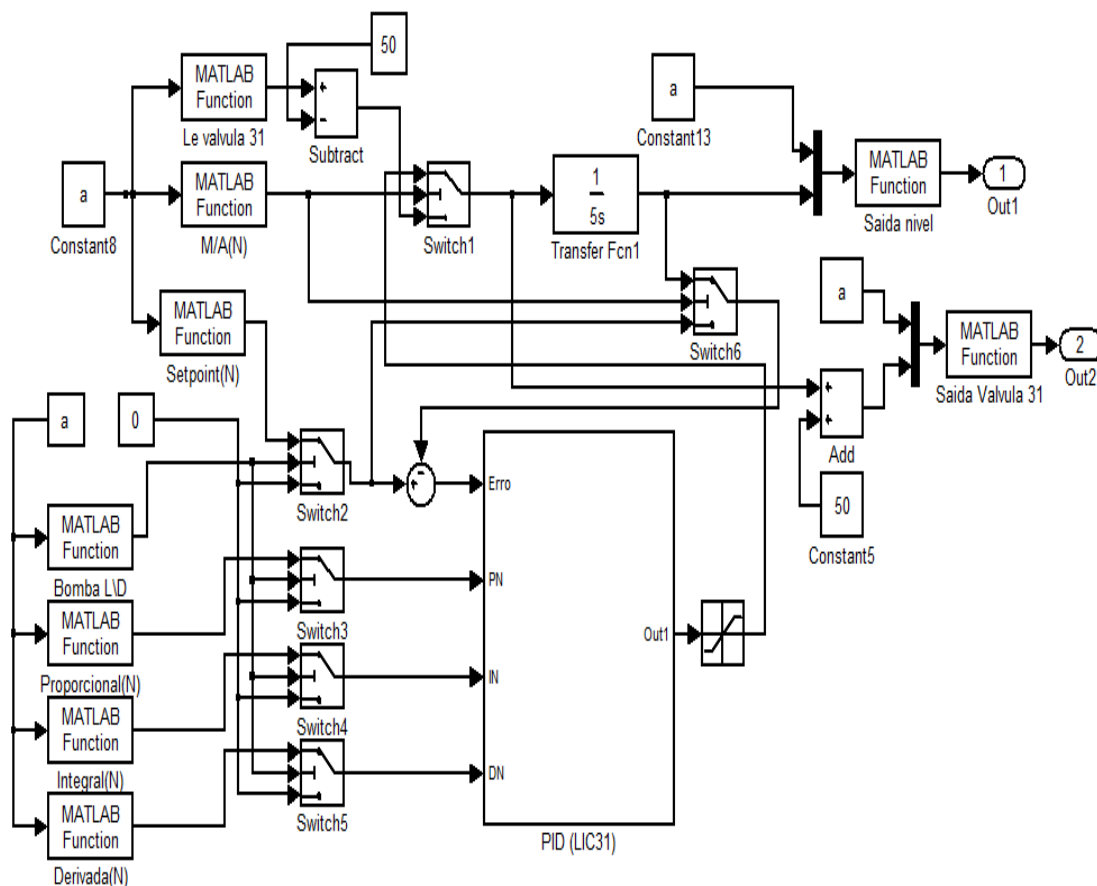 50
MATLAB
Function
Le valvula 31
+
-
Subtract
a
Constant13
MATLAB
Function
Saida nivel
1
Out1
a
Constant8
MATLAB
Function
M/A(N)
Switch1
1
5s
Transfer Fcn1
MATLAB
Function
Setpoint(N)
Switch6
a
MATLAB
Function
Saida Valvula 31
2
Out2
+
+
Add
50
Constant5
a
0
Switch2
+
-
Erro
MATLAB
Function
Bomba L\D
Switch3
PN
MATLAB
Function
Proporcional(N)
Switch4
IN
Out1
MATLAB
Function
Integral(N)
Switch5
DN
MATLAB
Function
Derivada(N)
PID (LIC31)